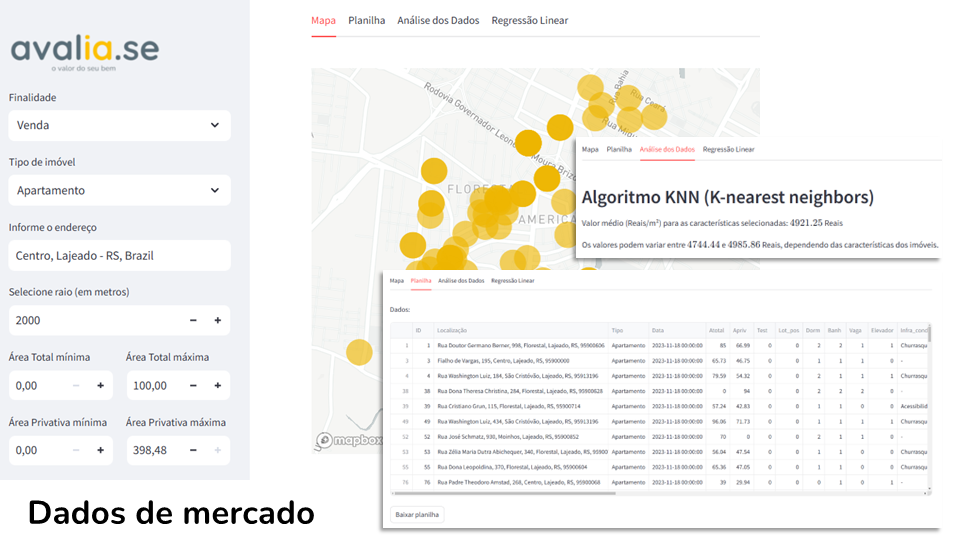 avalia.se
o valor do seu bem
Finalidade
Venda
Tipo de imóvel
Apartamento
Informe o endereço
Centro, Lajeado - RS, Brazil
Selecione raio (em metros)
2000
Área Total mínima Área Total máxima
0,00 100,00
Área Privativa mínima Área Privativa máxima
0,00 398,48
Dados de mercado
Mapa Planilha Análise dos Dados Regressão Linear
Rua Bahia
Rua Ceará
Rodovia Governador Leonel Moura Brizo
FLORES
AMERICA
mapbox
Mapa Planilha Análise dos Dados Regressão Linear
Algoritmo KNN (K-nearest neighbors)
Valor médio (Reais/m²) para as características selecionadas: 4921.25 Reais
Os valores podem variar entre 4744.44 e 4985.86 Reais, dependendo das características dos imóveis.
Mapa Planilha Análise dos Dados Regressão Linear
Dados:
ID Localização Tipo Data Atotal Apriv Test Lot_pos Dorm Banh Vaga Elevador Infra_cond
1 1 Rua Doutor Germano Berner, 998, Florestal, Lajeado, RS, 95900606 Apartamento 2023-11-18 00:00:00 85 66.99 0 0 2 2 1 1 Churrasqu
3 3 Fialho de Vargas, 195, Centro, Lajeado, RS, 95900000 Apartamento 2023-11-18 00:00:00 65.73 46.75 0 0 1 1 1 0 -
4 4 Rua Washington Luiz, 184, São Cristóvão, Lajeado, RS, 95913196 Apartamento 2023-11-18 00:00:00 79.59 54.32 0 0 2 1 1 1 Churrasqu
38 38 Rua Dona Theresa Christina, 284, Florestal, Lajeado, RS, 95900628 Apartamento 2023-11-18 00:00:00 0 94 0 0 2 2 2 0 -
39 39 Rua Cristiano Grun, 115, Florestal, Lajeado, RS, 95900714 Apartamento 2023-11-18 00:00:00 57.24 42.83 0 0 1 1 0 0 Acessibilid
49 49 Rua Washington Luiz, 434, São Cristóvão, Lajeado, RS, 95913196 Apartamento 2023-11-18 00:00:00 96.06 71.73 0 0 1 1 1 0 Churrasqu
52 52 Rua José Schmatz, 930, Moinhos, Lajeado, RS, 95900852 Apartamento 2023-11-18 00:00:00 70 0 0 0 2 1 1 0 -
53 53 Rua Zélia Maria Dutra Abichequer, 340, Florestal, Lajeado, RS, 95900 Apartamento 2023-11-18 00:00:00 56.04 47.54 0 0 1 1 1 0 Churrasqu
55 55 Rua Dona Leopoldina, 370, Florestal, Lajeado, RS, 95900604 Apartamento 2023-11-18 00:00:00 65.36 47.05 0 0 1 1 1 0 Churrasqu
76 76 Rua Padre Theodoro Amstad, 268, Centro, Lajeado, RS, 95900068 Apartamento 2023-11-18 00:00:00 39 29.94 0 0 1 1 0 0 -
Baixar planilha